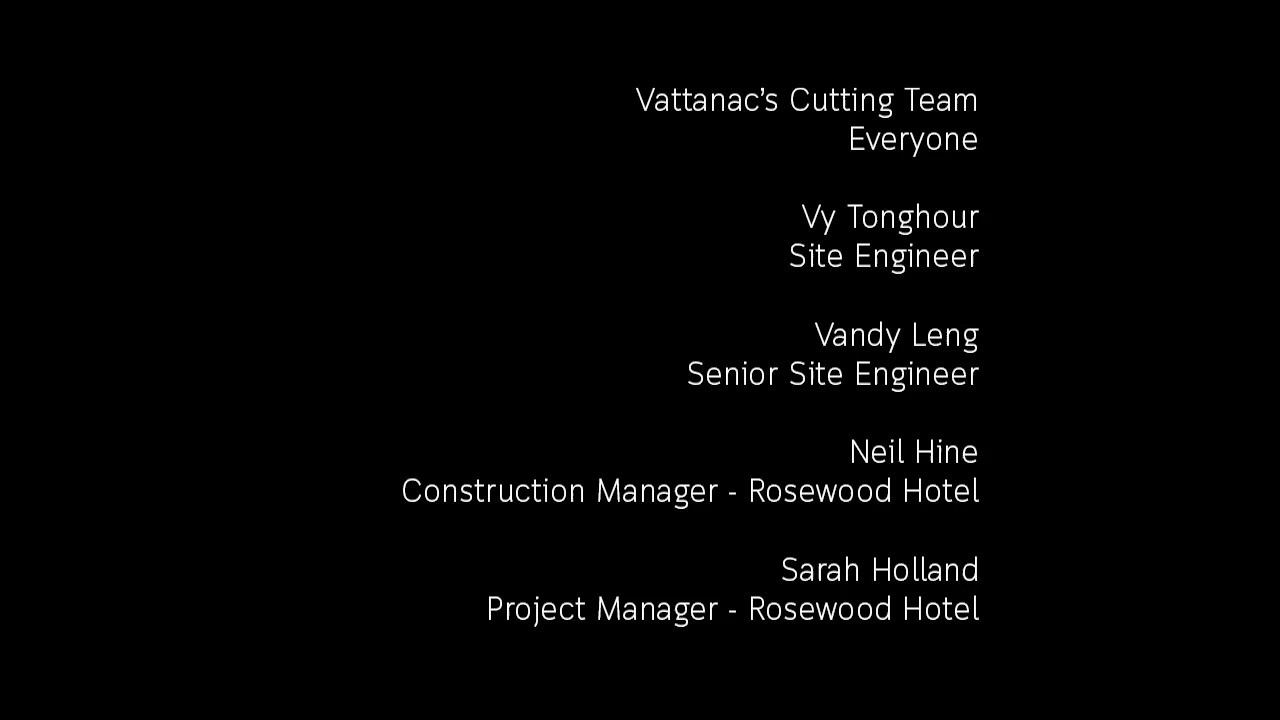 Vattanac’s Cutting Team
Everyone
Vy Tonghour
Site Engineer
Vandy Leng
Senior Site Engineer
Neil Hine
Construction Manager - Rosewood Hotel
Sarah Holland
Project Manager - Rosewood Hotel